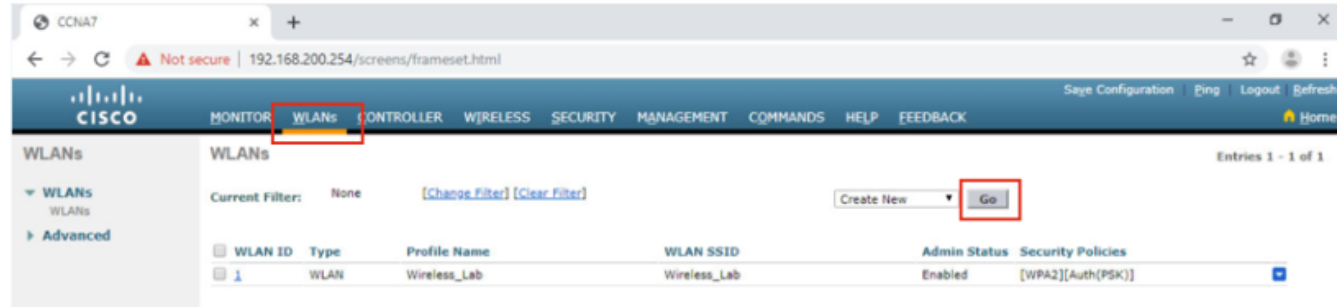 CCNA7
Not secure | 192.168.200.254/screens/frameset.html
Save Configuration | Ping | Logout | Refresh
CISCO MONITOR WLANs CONTROLLER WIRELESS SECURITY MANAGEMENT COMMANDS HELP FEEDBACK Home
WLANs WLANs Entries 1 - 1 of 1
WLANs Current Filter: None [Change Filter] [Clear Filter] Create New Go
WLANs
Advanced
WLAN ID Type Profile Name WLAN SSID Admin Status Security Policies
1 WLAN Wireless_Lab Wireless_Lab Enabled [WPA2][Auth(PSK)]